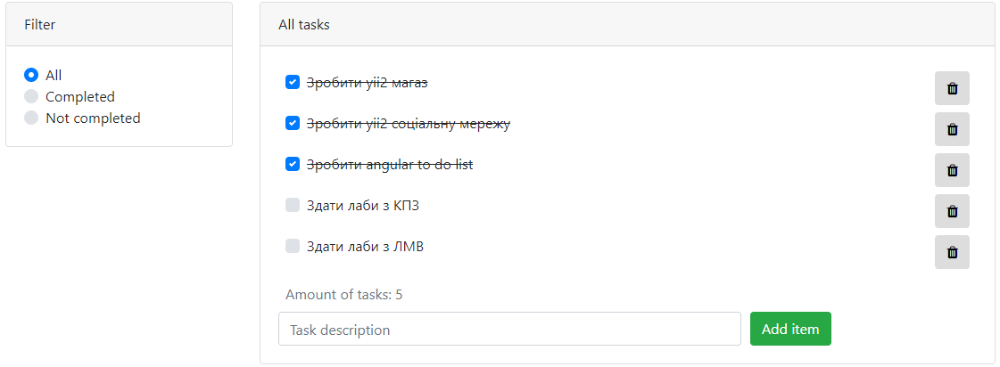 Filter
All
Completed
Not completed
All tasks
Зробити yii2 магаз
Зробити yii2 соціальну мережу
Зробити angular to do list
Здати лаби з КПЗ
Здати лаби з ЛМВ
Amount of tasks: 5
Task description
Add item